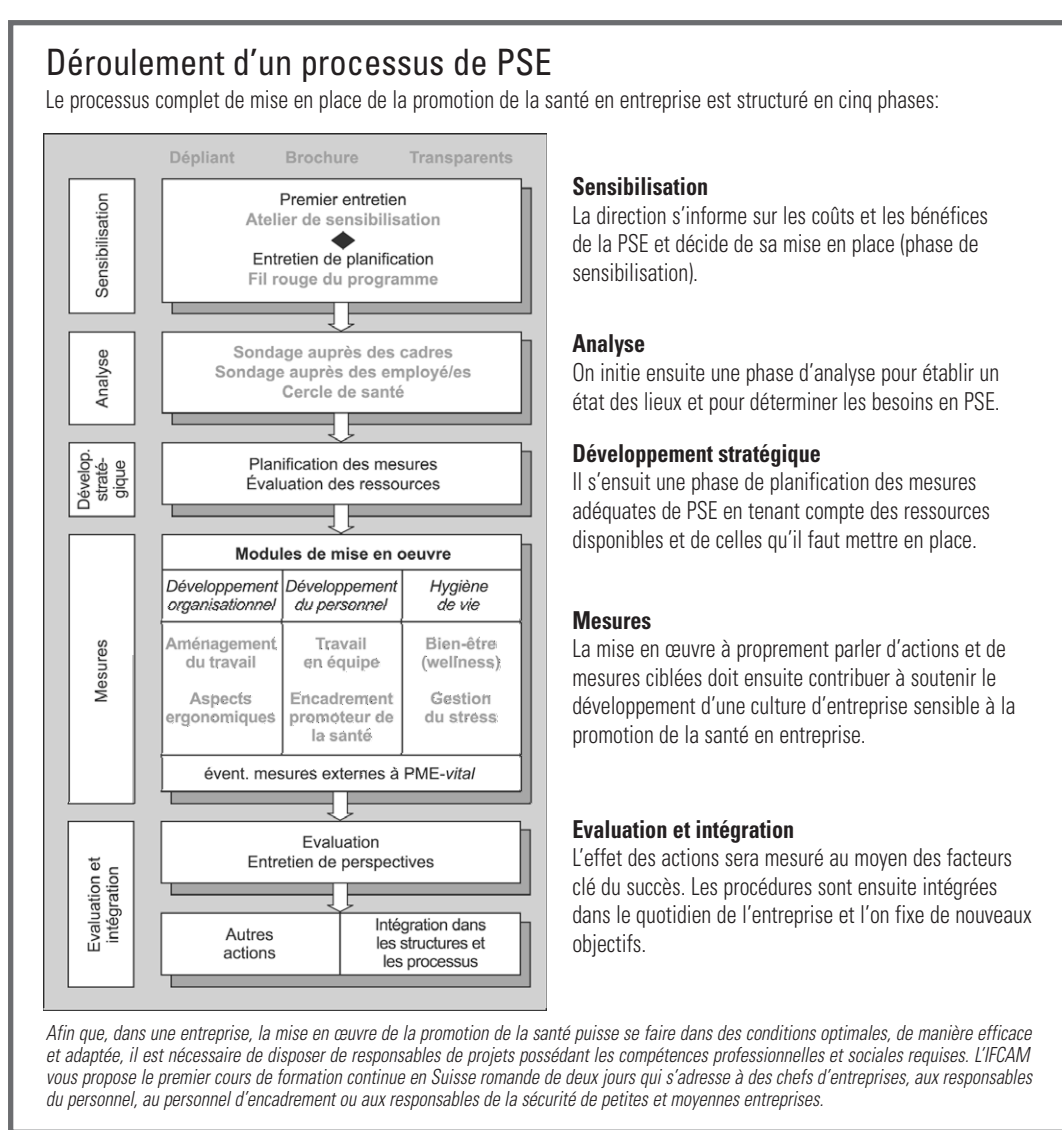 Déroulement d'un processus de PSE
Le processus complet de mise en place de la promotion de la santé en entreprise est structuré en cinq phases:
Dépliant Brochure Transparents
Sensibilisation
Premier entretien
Atelier de sensibilisation
Entretien de planification
Fil rouge du programme
Analyse
Sondage auprès des cadres
Sondage auprès des employé/es
Cercle de santé
Dévelop.
straté-
gique
Planification des mesures
Évaluation des ressources
Mesures
Modules de mise en oeuvre
Développement
organisationnel
Développement
du personnel
Hygiène
de vie
Aménagement
du travail
Aspects
ergonomiques
Travail
en équipe
Encadrement
promoteur de
la santé
Bien-être
(wellness)
Gestion
du stress
évent. mesures externes à PME-vital
Evaluation et
intégration
Evaluation
Entretien de perspectives
Autres
actions
Intégration dans
les structures et
les processus
Sensibilisation
La direction s'informe sur les coûts et les bénéfices
de la PSE et décide de sa mise en place (phase de
sensibilisation).
Analyse
On initie ensuite une phase d'analyse pour établir un
état des lieux et pour déterminer les besoins en PSE.
Développement stratégique
Il s'ensuit une phase de planification des mesures
adéquates de PSE en tenant compte des ressources
disponibles et de celles qu'il faut mettre en place.
Mesures
La mise en œuvre à proprement parler d'actions et de
mesures ciblées doit ensuite contribuer à soutenir le
développement d'une culture d'entreprise sensible à la
promotion de la santé en entreprise.
Evaluation et intégration
L'effet des actions sera mesuré au moyen des facteurs
clé du succès. Les procédures sont ensuite intégrées
dans le quotidien de l'entreprise et l'on fixe de nouveaux
objectifs.
Afin que, dans une entreprise, la mise en œuvre de la promotion de la santé puisse se faire dans des conditions optimales, de manière efficace
et adaptée, il est nécessaire de disposer de responsables de projets possédant les compétences professionnelles et sociales requises. L'IFCAM
vous propose le premier cours de formation continue en Suisse romande de deux jours qui s'adresse à des chefs d'entreprises, aux responsables
du personnel, au personnel d'encadrement ou aux responsables de la sécurité de petites et moyennes entreprises.